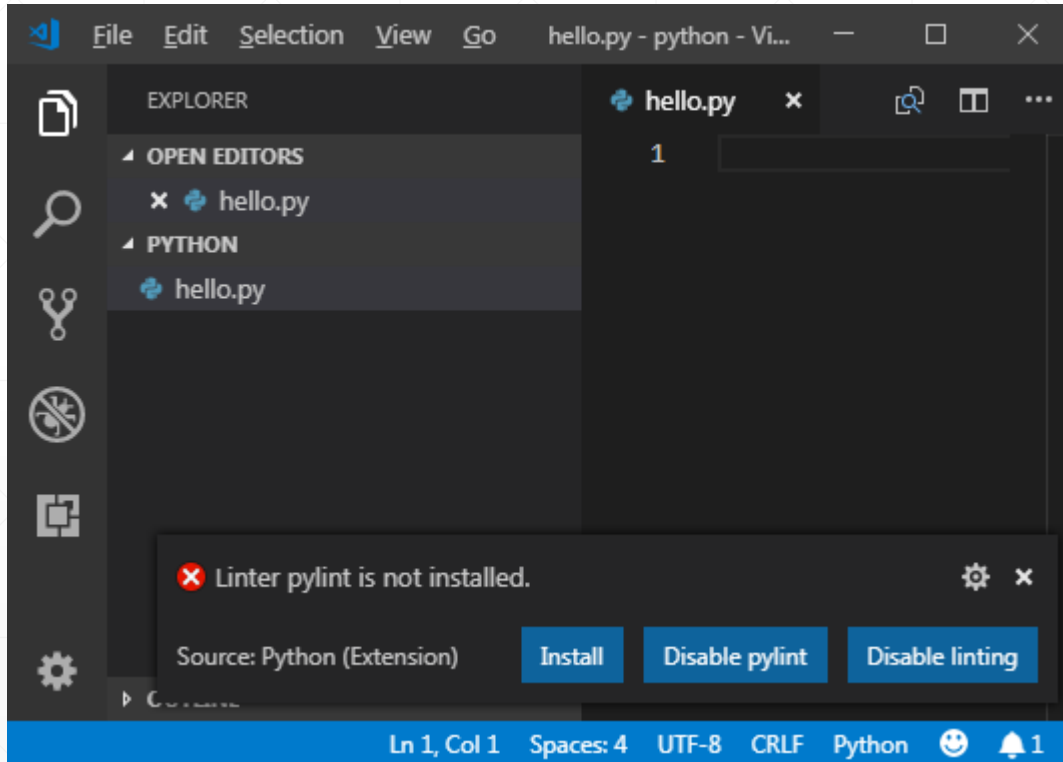 File Edit Selection View Go hello.py - python - Vi...
EXPLORER
hello.py
OPEN EDITORS
1
hello.py
PYTHON
hello.py
Linter pylint is not installed.
Source: Python (Extension) Install Disable pylint Disable linting
Ln 1, Col 1 Spaces: 4 UTF-8 CRLF Python 1